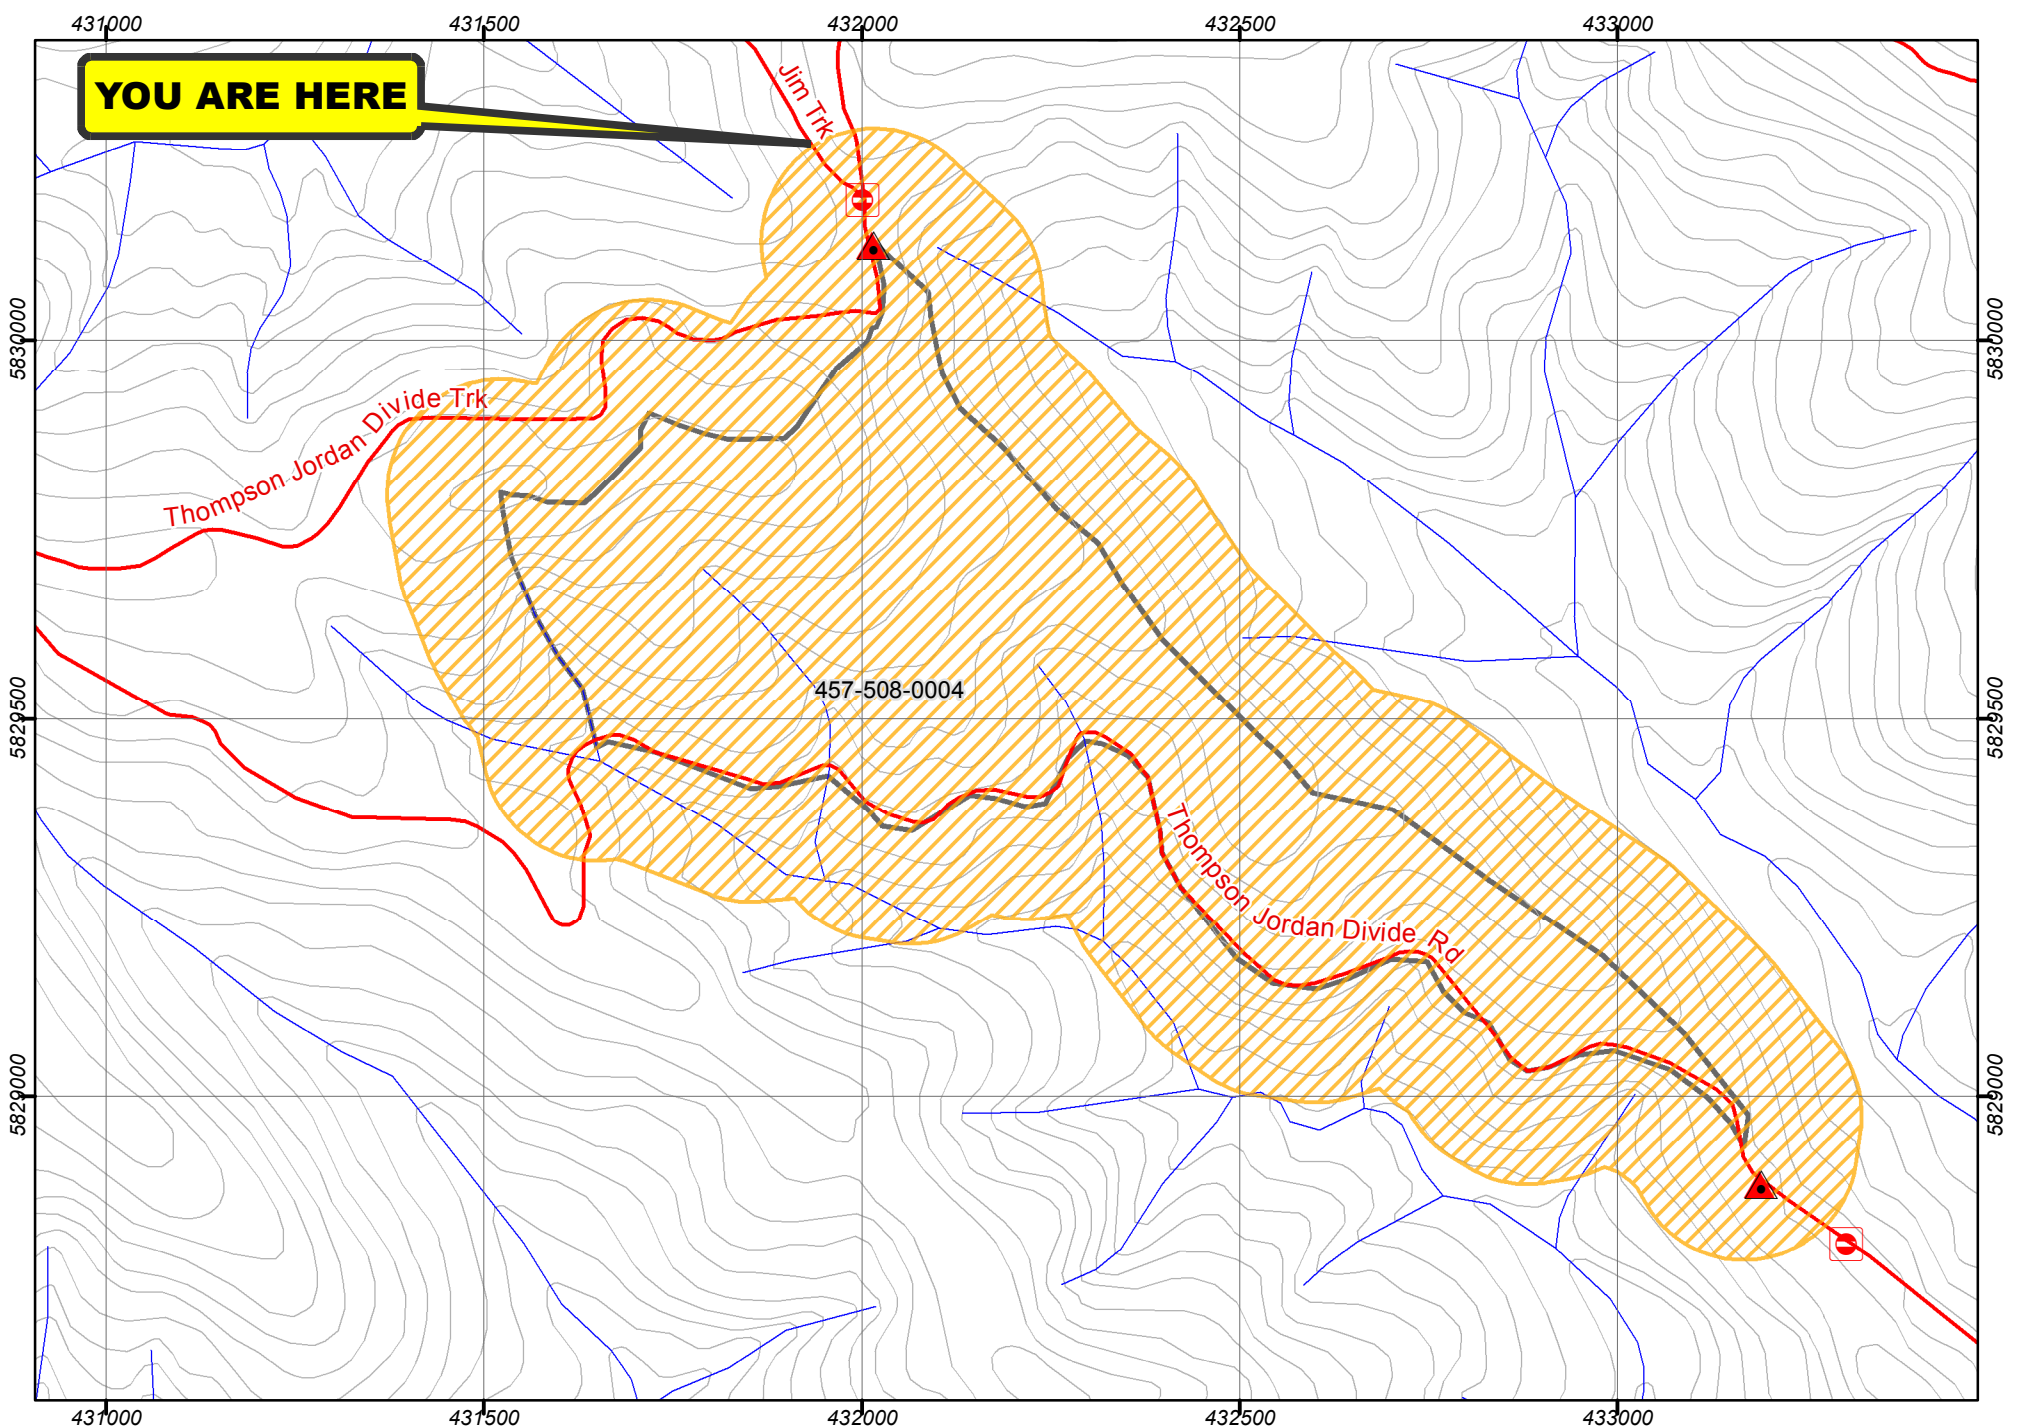 431000 431500 432000 432500 433000
YOU ARE HERE
Jim Trk
5830000 5830000
Thompson Jordan Divide Trk
457-508-0004
5829500 5829500
Thompson Jordan Divide Rd
5829000 5829000
431000 431500 432000 432500 433000